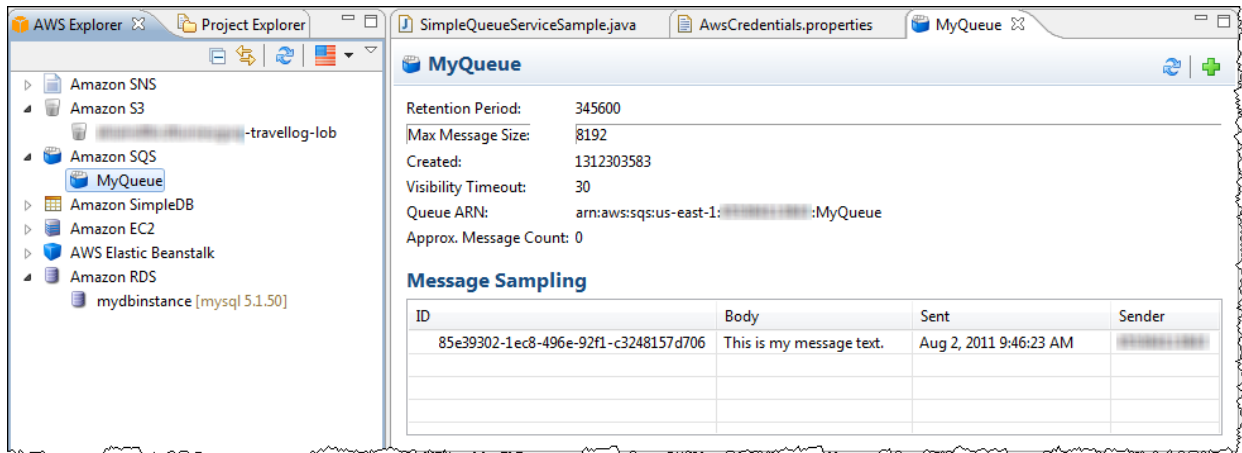 AWS Explorer
Project Explorer
Amazon SNS
Amazon S3
-travellog-lob
Amazon SQS
MyQueue
Amazon SimpleDB
Amazon EC2
AWS Elastic Beanstalk
Amazon RDS
mydbinstance [mysql 5.1.50]
SimpleQueueServiceSample.java
AwsCredentials.properties
MyQueue
MyQueue
Retention Period: 345600
Max Message Size: 8192
Created: 1312303583
Visibility Timeout: 30
Queue ARN: arn:aws:sqs:us-east-1: :MyQueue
Approx. Message Count: 0
Message Sampling
ID Body Sent Sender
85e39302-1ec8-496e-92f1-c3248157d706 This is my message text. Aug 2, 2011 9:46:23 AM